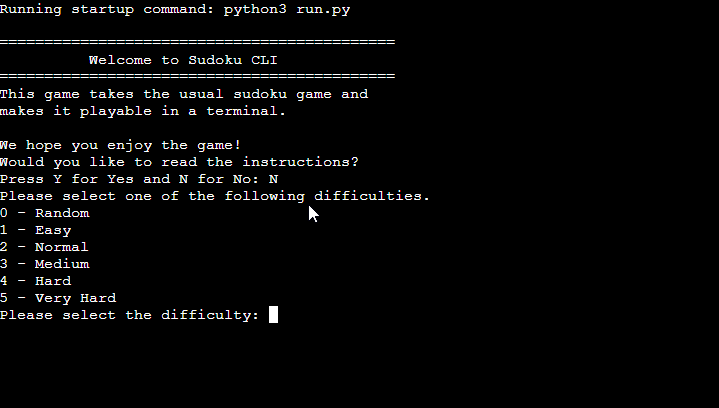 Running startup command: python3 run.py
============================================
Welcome to Sudoku CLI
============================================
This game takes the usual sudoku game and
makes it playable in a terminal.
We hope you enjoy the game!
Would you like to read the instructions?
Press Y for Yes and N for No: N
Please select one of the following difficulties.
0 - Random
1 - Easy
2 - Normal
3 - Medium
4 - Hard
5 - Very Hard
Please select the difficulty: